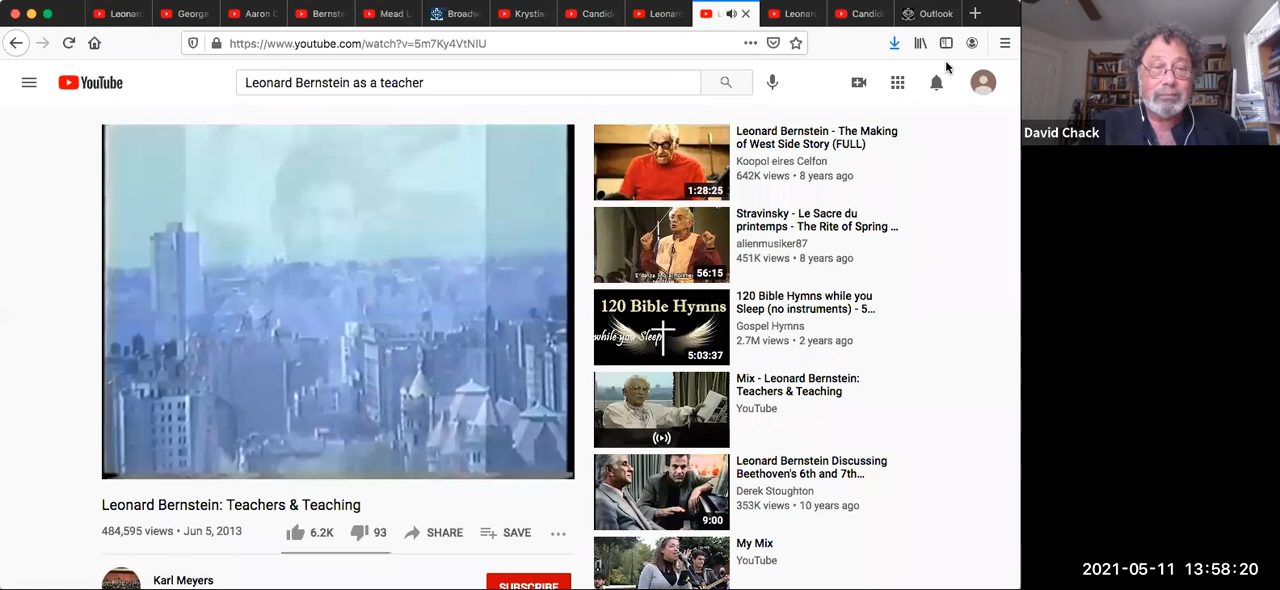 Leonard
George
Aaron C
Bernste
Mead L
Broadw
Krystia
Candid
Leonar
L
Leonar
Candid
Outlook
https://www.youtube.com/watch?v=5m7Ky4VtNIU
YouTube
Leonard Bernstein as a teacher
David Chack
1:28:25
Leonard Bernstein - The Making
of West Side Story (FULL)
Koopol eires Celfon
642K views • 8 years ago
56:15
Stravinsky - Le Sacre du
printemps - The Rite of Spring ...
alienmusiker87
451K views • 8 years ago
120 Bible Hymns
while you Sleep
5:03:37
120 Bible Hymns while you
Sleep (no instruments) - 5...
Gospel Hymns
2.7M views • 2 years ago
Mix - Leonard Bernstein:
Teachers & Teaching
YouTube
9:00
Leonard Bernstein Discussing
Beethoven's 6th and 7th...
Derek Stoughton
353K views • 10 years ago
My Mix
YouTube
Leonard Bernstein: Teachers & Teaching
484,595 views • Jun 5, 2013
6.2K
93
SHARE
SAVE
Karl Meyers
SUBSCRIBE
2021-05-11 13:58:20